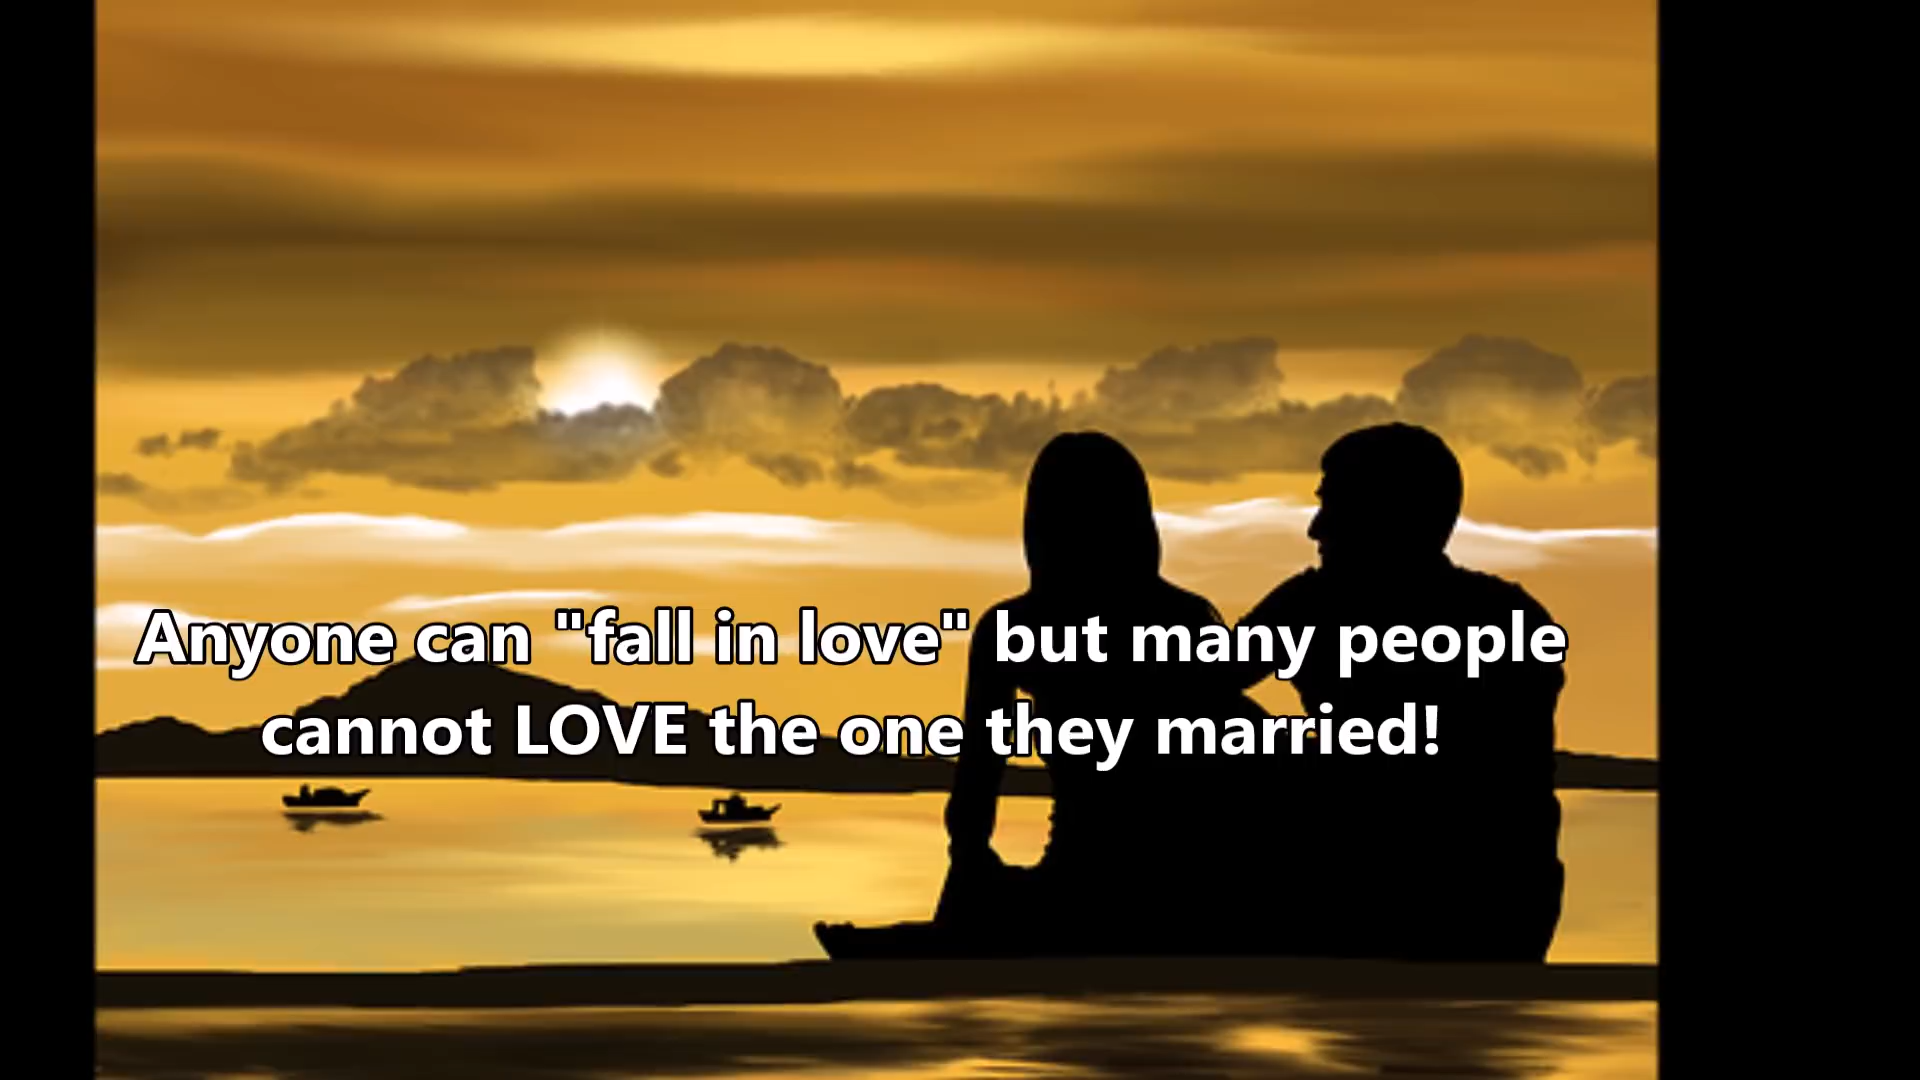 Anyone can "fall in love" but many people
cannot LOVE the one they married!